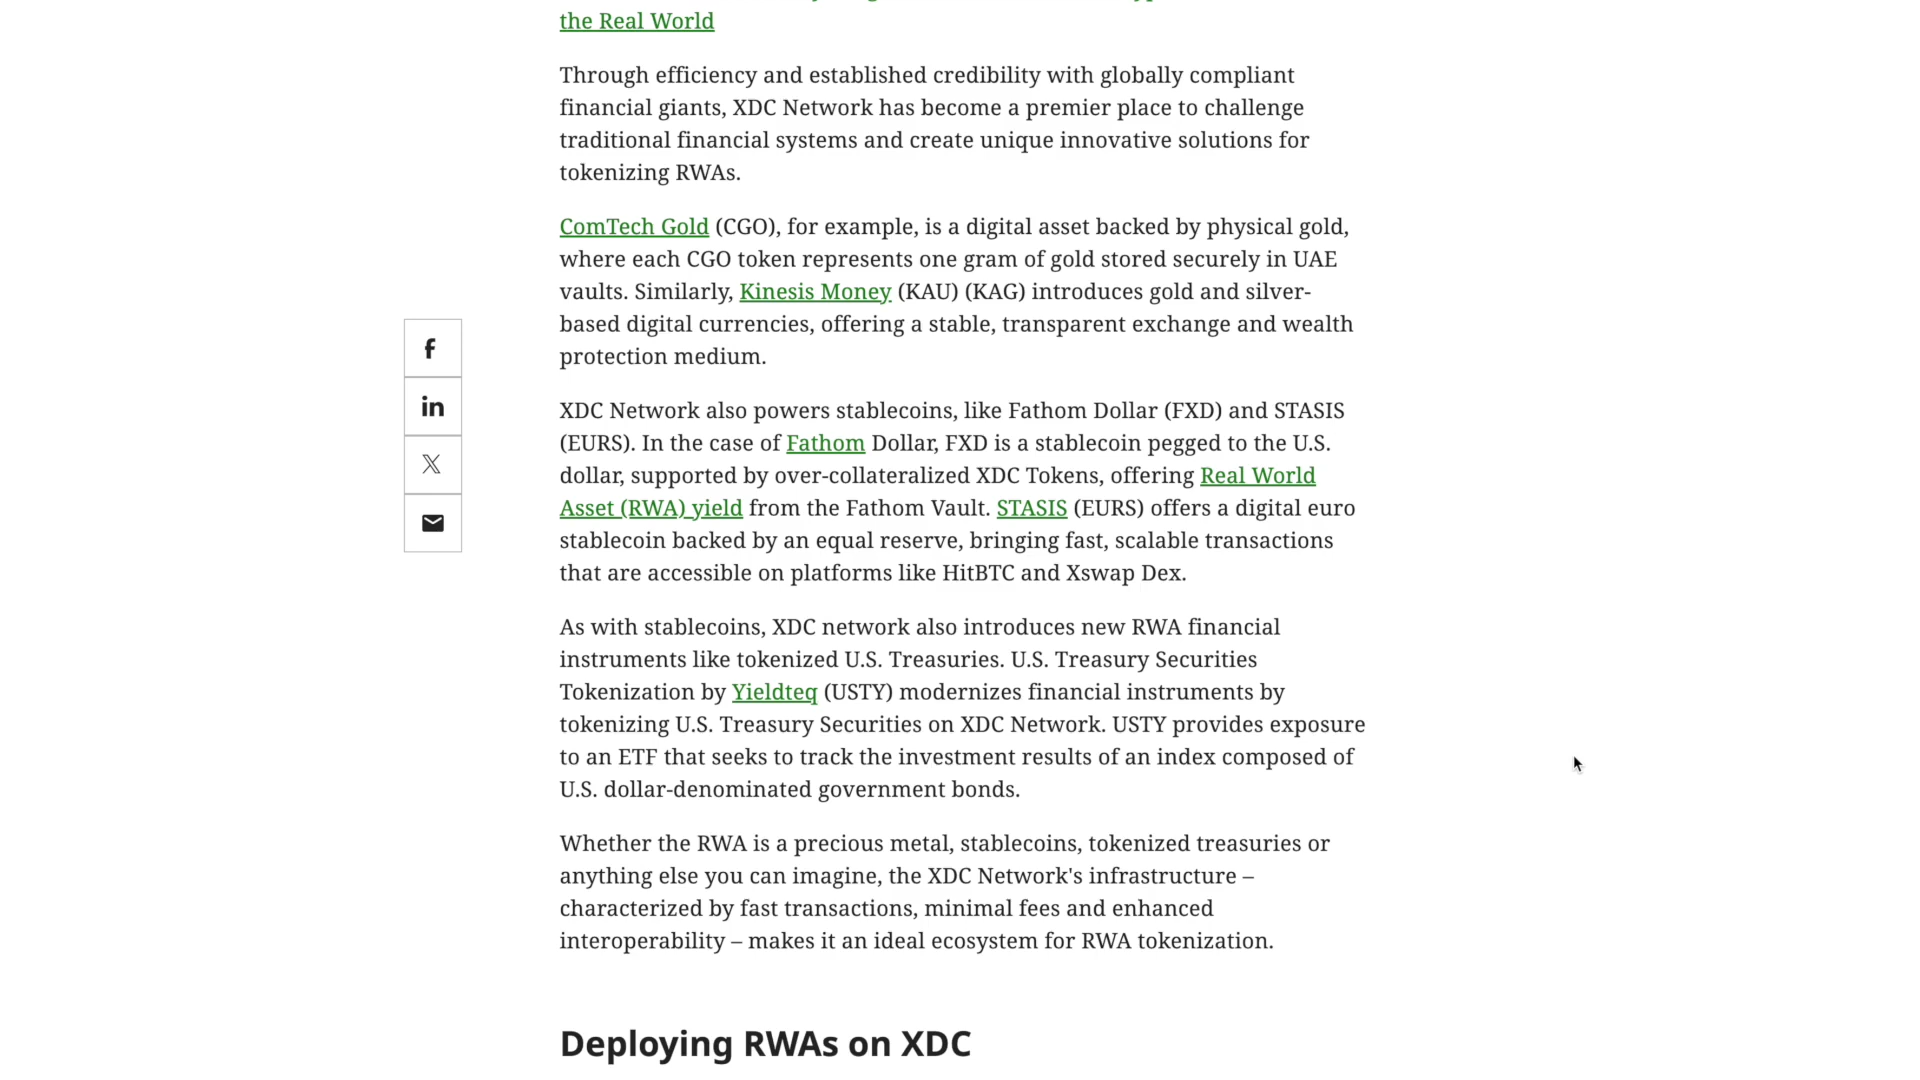 the Real World
Through efficiency and established credibility with globally compliant
financial giants, XDC Network has become a premier place to challenge
traditional financial systems and create unique innovative solutions for
tokenizing RWAs.
ComTech Gold (CGO), for example, is a digital asset backed by physical gold,
where each CGO token represents one gram of gold stored securely in UAE
vaults. Similarly, Kinesis Money (KAU) (KAG) introduces gold and silver-
based digital currencies, offering a stable, transparent exchange and wealth
protection medium.
XDC Network also powers stablecoins, like Fathom Dollar (FXD) and STASIS
(EURS). In the case of Fathom Dollar, FXD is a stablecoin pegged to the U.S.
dollar, supported by over-collateralized XDC Tokens, offering Real World
Asset (RWA) yield from the Fathom Vault. STASIS (EURS) offers a digital euro
stablecoin backed by an equal reserve, bringing fast, scalable transactions
that are accessible on platforms like HitBTC and Xswap Dex.
As with stablecoins, XDC network also introduces new RWA financial
instruments like tokenized U.S. Treasuries. U.S. Treasury Securities
Tokenization by Yieldteq (USTY) modernizes financial instruments by
tokenizing U.S. Treasury Securities on XDC Network. USTY provides exposure
to an ETF that seeks to track the investment results of an index composed of
U.S. dollar-denominated government bonds.
Whether the RWA is a precious metal, stablecoins, tokenized treasuries or
anything else you can imagine, the XDC Network's infrastructure –
characterized by fast transactions, minimal fees and enhanced
interoperability – makes it an ideal ecosystem for RWA tokenization.
Deploying RWAs on XDC